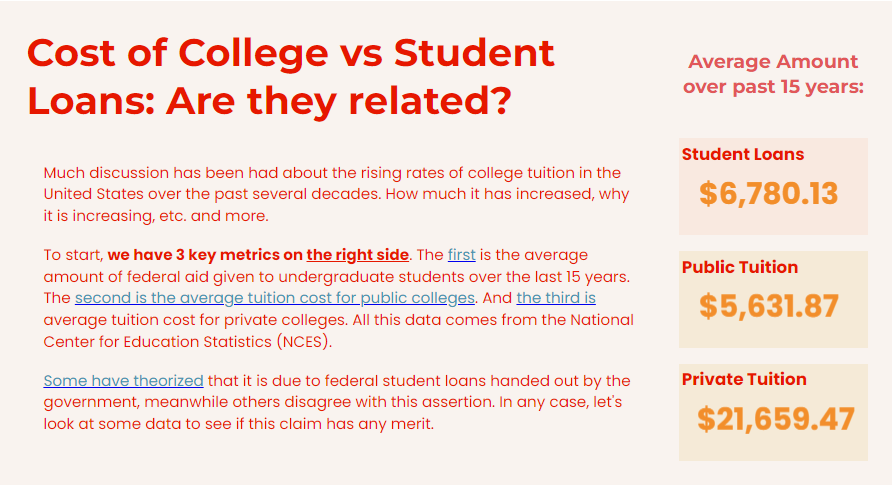 Cost of College vs Student
Loans: Are they related?
Much discussion has been had about the rising rates of college tuition in the
United States over the past several decades. How much it has increased, why
it is increasing, etc. and more.
To start, we have 3 key metrics on the right side. The first is the average
amount of federal aid given to undergraduate students over the last 15 years.
The second is the average tuition cost for public colleges. And the third is
average tuition cost for private colleges. All this data comes from the National
Center for Education Statistics (NCES).
Some have theorized that it is due to federal student loans handed out by the
government, meanwhile others disagree with this assertion. In any case, let's
look at some data to see if this claim has any merit.
Average Amount
over past 15 years:
Student Loans
$6,780.13
Public Tuition
$5,631.87
Private Tuition
$21,659.47